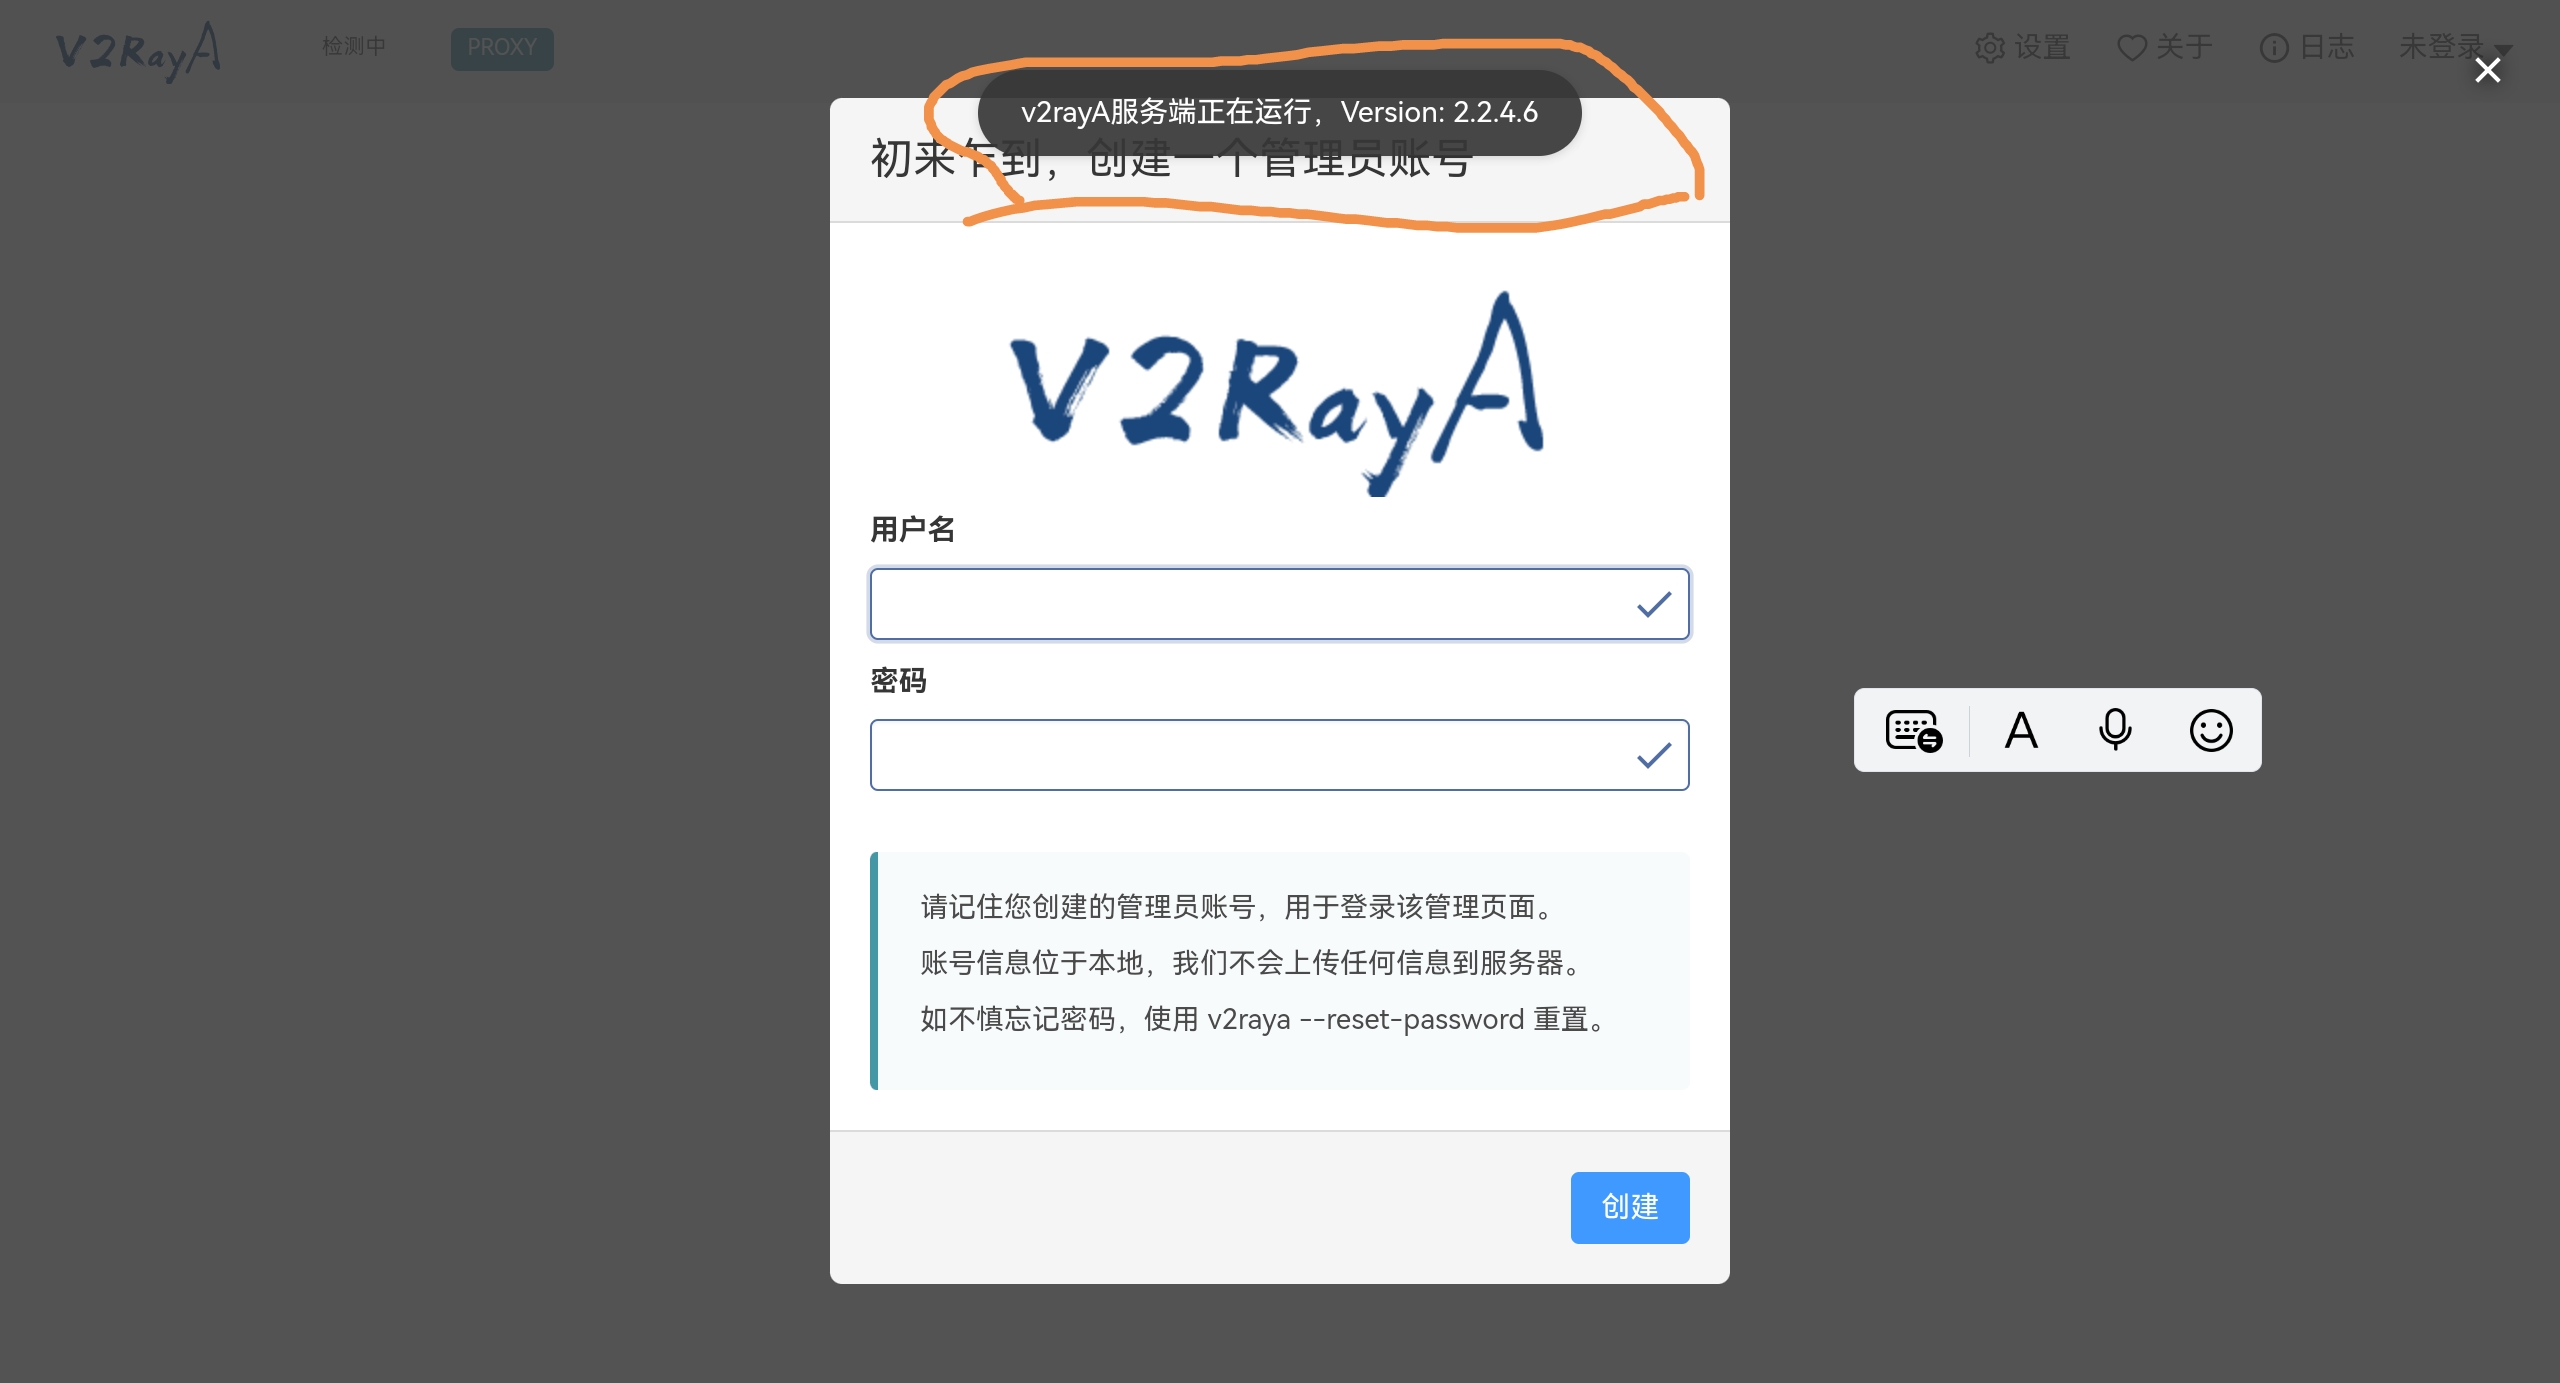 V2RayA 检测中 PROXY 设置 关于 日志 未登录
v2rayA服务端正在运行，Version: 2.2.4.6
初来乍到，创建一个管理员账号
V2RayA
用户名
密码
A
请记住您创建的管理员账号，用于登录该管理页面。
账号信息位于本地，我们不会上传任何信息到服务器。
如不慎忘记密码，使用 v2raya --reset-password 重置。
创建